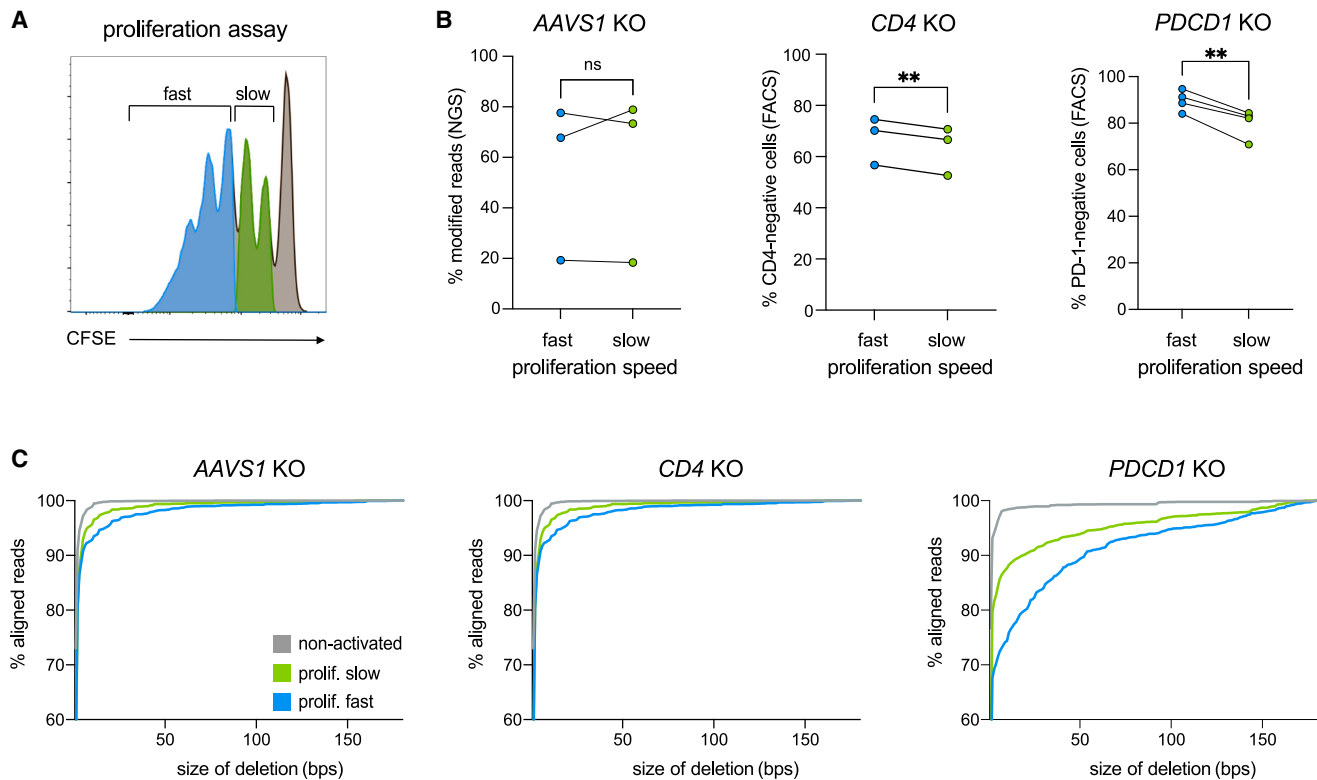 A
proliferation assay
fast
slow
CFSE
B
AAVS1 KO
% modified reads (NGS)
100
80
60
40
20
0
ns
fast
slow
proliferation speed
CD4 KO
% CD4-negative cells (FACS)
100
80
60
40
20
0
**
fast
slow
proliferation speed
PDCD1 KO
% PD-1-negative cells (FACS)
100
80
60
40
20
0
**
fast
slow
proliferation speed
C
AAVS1 KO
% aligned reads
100
90
80
70
60
non-activated
prolif. slow
prolif. fast
50
100
150
size of deletion (bps)
CD4 KO
% aligned reads
100
90
80
70
60
50
100
150
size of deletion (bps)
PDCD1 KO
% aligned reads
100
90
80
70
60
50
100
150
size of deletion (bps)